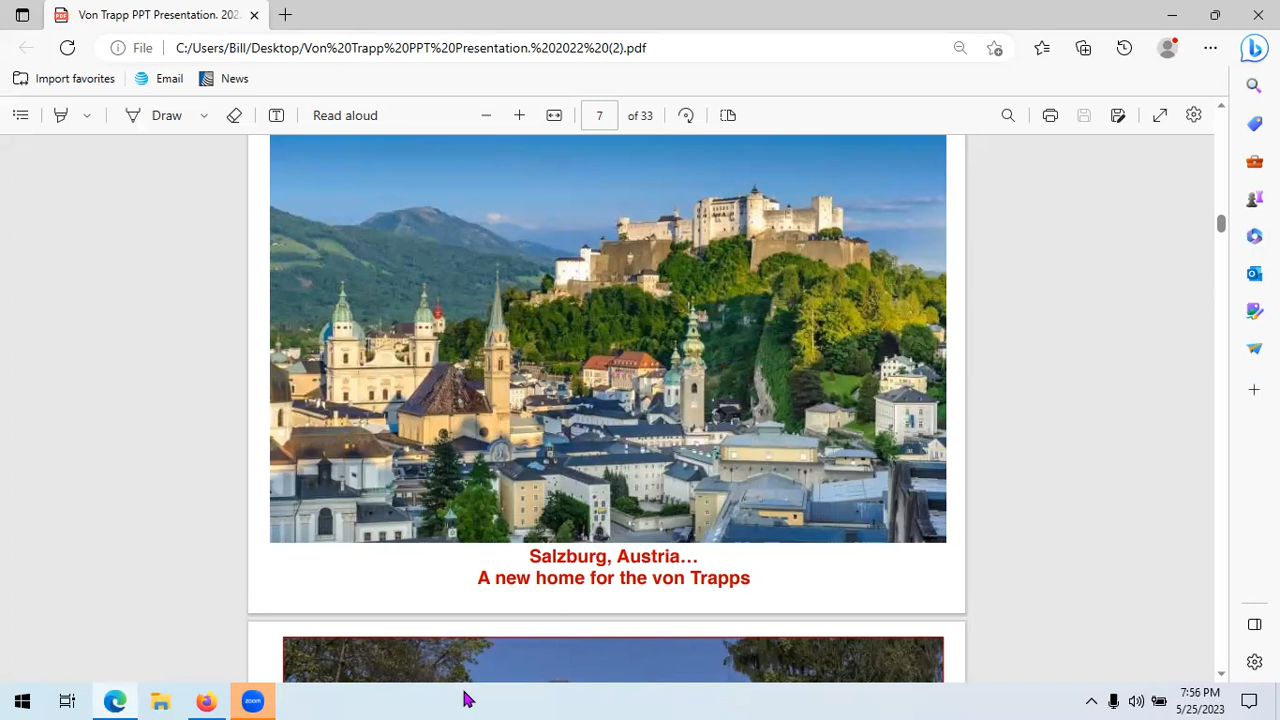 Von Trapp PPT Presentation. 202
File
C:/Users/Bill/Desktop/Von%20Trapp%20PPT%20Presentation.%202022%20(2).pdf
Import favorites
Email
News
Draw
Read aloud
7
of 33
Salzburg, Austria…
A new home for the von Trapps
zoom
7:56 PM
5/25/2023